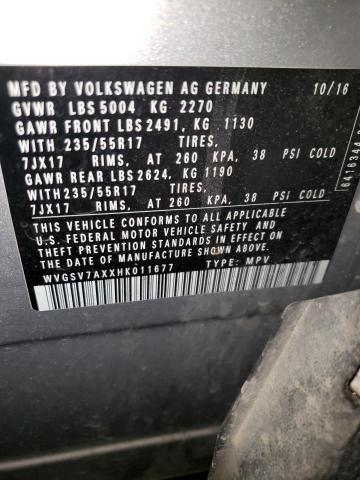 MFD BY VOLKSWAGEN AG GERMANY 10/16
GVWR LBS 5004 KG 2270
GAWR FRONT LBS 2491, KG 1130
WITH 235/55R17 TIRES,
7JX17 RIMS, AT 260 KPA, 38 PSI COLD
GAWR REAR LBS 2624, KG 1190
WITH 235/55R17 TIRES,
7JX17 RIMS, AT 260 KPA, 38 PSI COLD
THIS VEHICLE CONFORMS TO ALL APPLICABLE
U.S. FEDERAL MOTOR VEHICLE SAFETY AND
THEFT PREVENTION STANDARDS IN EFFECT ON
THE DATE OF MANUFACTURE SHOWN ABOVE.
WVGSV7AXXHK011677 TYPE: MPV
6416344